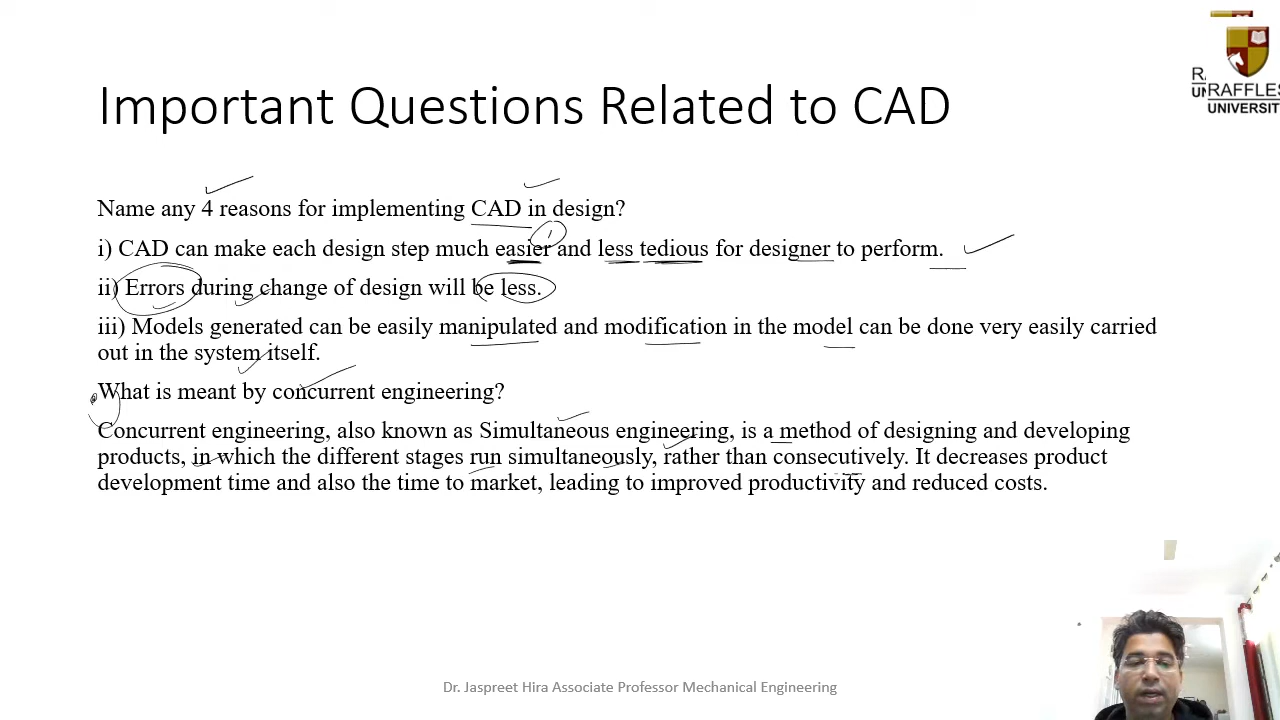 Important Questions Related to CAD
RAFFLES
UNIVERSIT
Name any 4 reasons for implementing CAD in design?
i) CAD can make each design step much easier and less tedious for designer to perform.
ii) Errors during change of design will be less.
iii) Models generated can be easily manipulated and modification in the model can be done very easily carried
out in the system itself.
What is meant by concurrent engineering?
Concurrent engineering, also known as Simultaneous engineering, is a method of designing and developing
products, in which the different stages run simultaneously, rather than consecutively. It decreases product
development time and also the time to market, leading to improved productivity and reduced costs.
Dr. Jaspreet Hira Associate Professor Mechanical Engineering